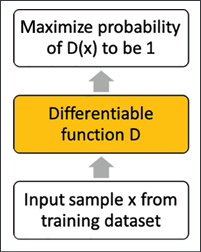 Maximize probability
of D(x) to be 1
Differentiable
function D
Input sample x from
training dataset